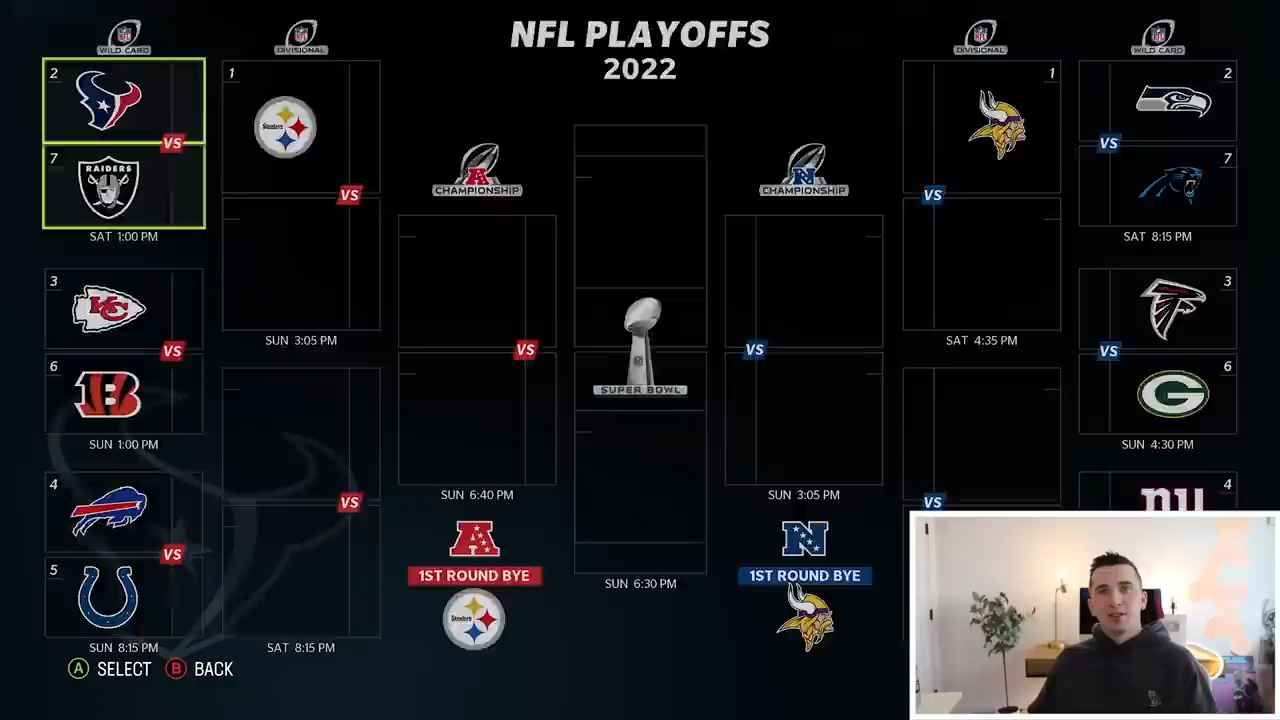 NFL PLAYOFFS
2022
WILD CARD
DIVISIONAL
DIVISIONAL
WILD CARD
2
VS
7
RAIDERS
SAT 1:00 PM
3
VS
6
SUN 1:00 PM
4
VS
5
SUN 8:15 PM
1
Steelers
VS
SUN 3:05 PM
VS
SAT 8:15 PM
A
CHAMPIONSHIP
VS
SUN 6:40 PM
A
1ST ROUND BYE
Steelers
SUPER BOWL
SUN 6:30 PM
N
CHAMPIONSHIP
VS
SUN 3:05 PM
N
1ST ROUND BYE
1
VS
SAT 4:35 PM
VS
2
VS
7
SAT 8:15 PM
3
VS
6
G
SUN 4:30 PM
4
ny
A SELECT B BACK